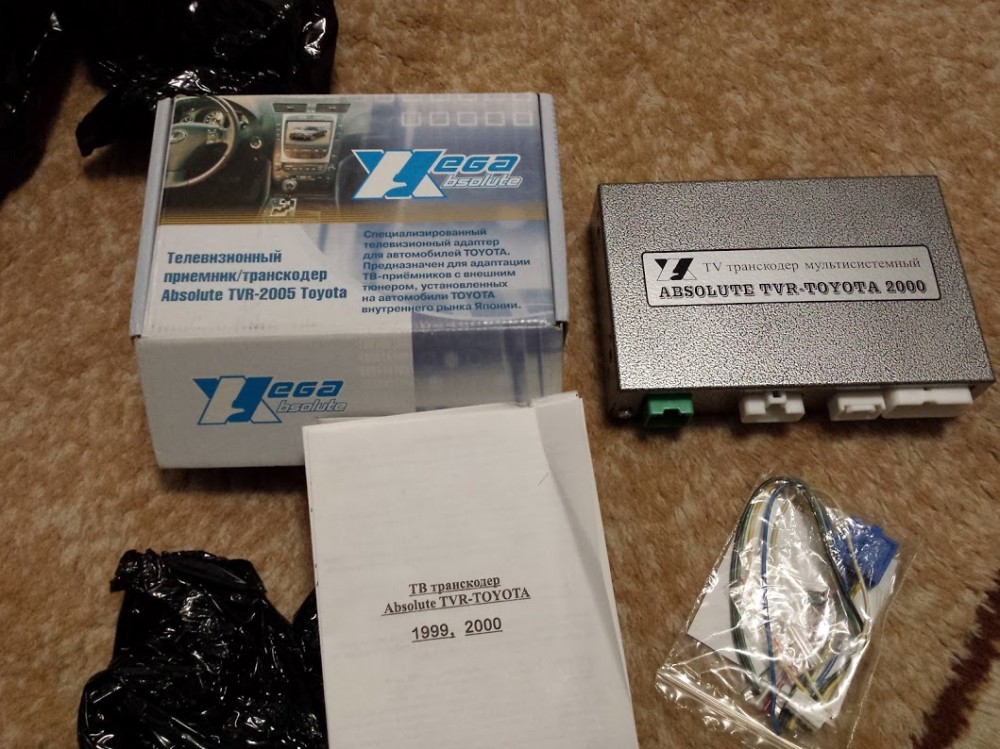 Vega
Absolute
Телевизионный
приемник/транскодер
Absolute TVR-2005 Toyota
Специализированный
телевизионный адаптер
для автомобилей TOYOTA.
Предназначен для адаптации
ТВ-приёмников с внешним
тюнером, установленных
на автомобили TOYOTA
внутреннего рынка Японии.
Vega
Absolute
TV транскодер мультисистемный
ABSOLUTE TVR-TOYOTA 2000
ТВ транскодер
Absolute TVR-TOYOTA
1999, 2000